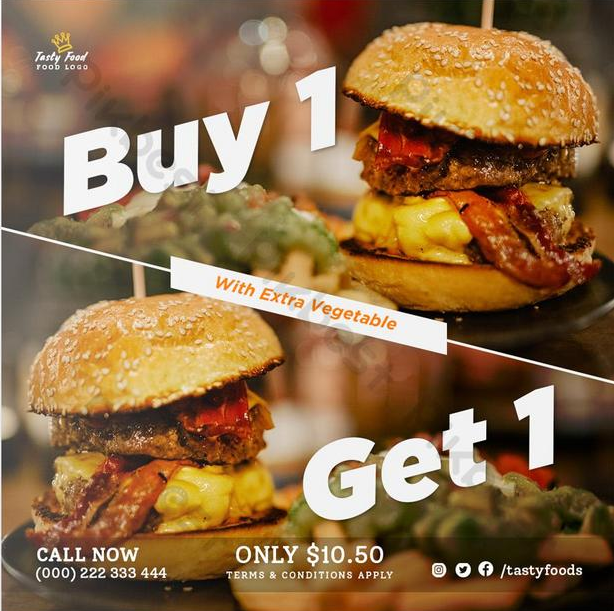 Tasty Food
FOOD LOGO
Buy 1
With Extra Vegetable
Get 1
CALL NOW
(000) 222 333 444
ONLY $10.50
TERMS & CONDITIONS APPLY
/tastyfoods